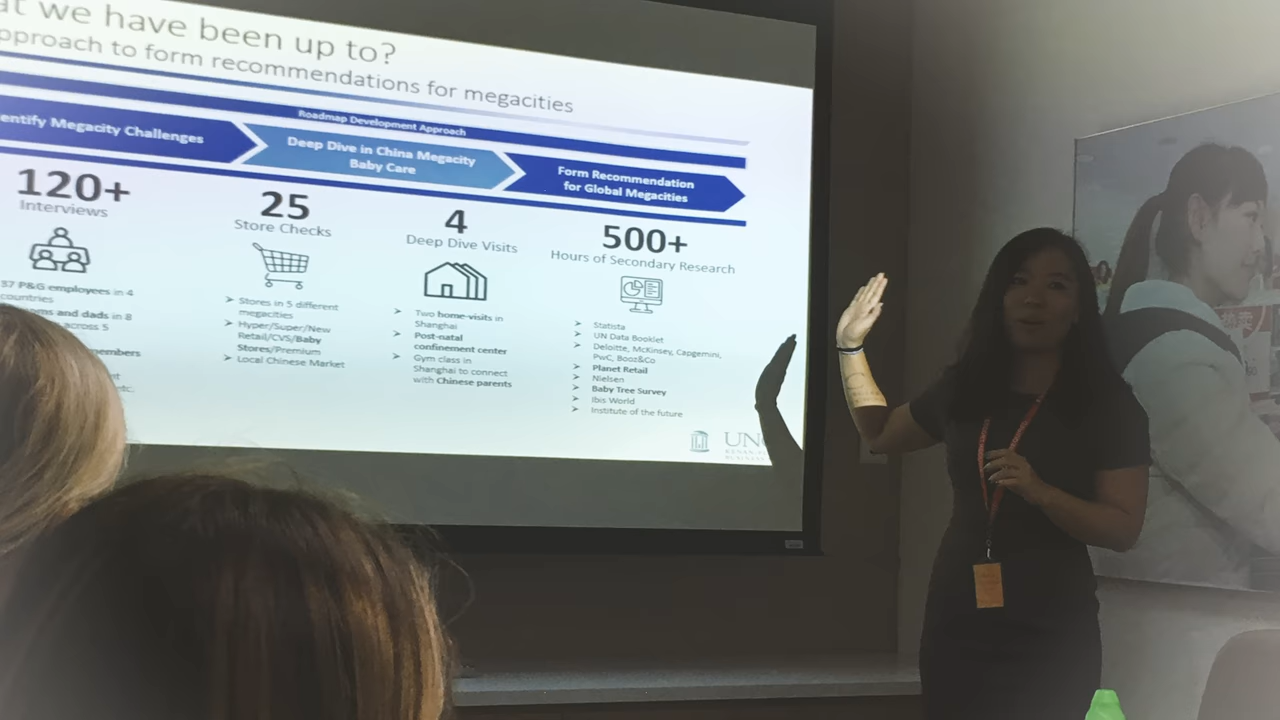 at we have been up to?
pproach to form recommendations for megacities
Roadmap Development Approach
entify Megacity Challenges
Deep Dive in China Megacity
Baby Care
Form Recommendation
for Global Megacities
120+
Interviews
37 P&G employees in 4
countries
ms and dads in 8
across 5
embers
etc.
25
Store Checks
Stores in 5 different
megacities
Hyper/Super/New
Retail/CVS/Baby
Stores/Premium
Local Chinese Market
4
Deep Dive Visits
Two home-visits in
Shanghai
Post-natal
confinement center
Gym class in
Shanghai to connect
with Chinese parents
500+
Hours of Secondary Research
Statista
UN Data Booklet
Deloitte, McKinsey, Capgemini,
PwC, Booz&Co
Planet Retail
Nielsen
Baby Tree Survey
Ibis World
Institute of the future
UNC